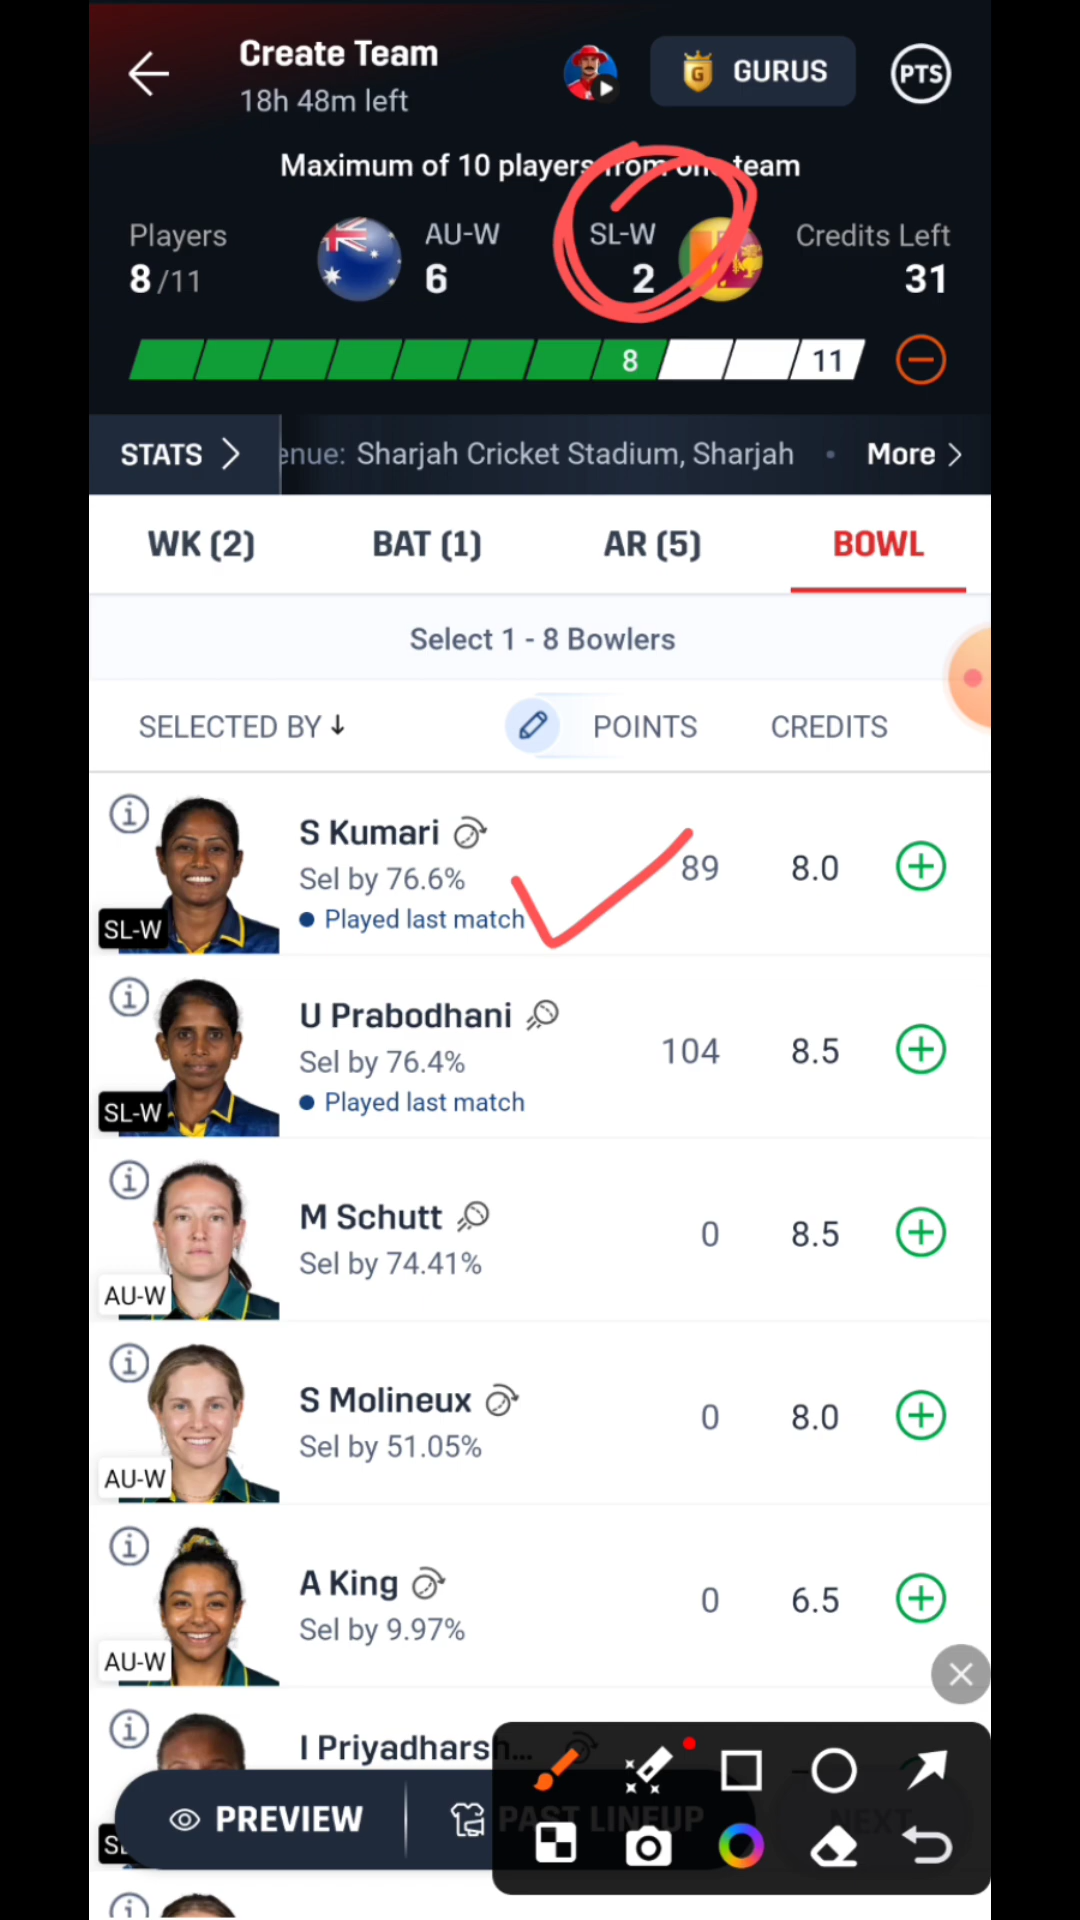 Create Team
18h 48m left
GURUS
PTS
Maximum of 10 players from one team
Players
8/11
AU-W
6
SL-W
2
Credits Left
31
8
11
STATS
enue: Sharjah Cricket Stadium, Sharjah
More
WK (2)
BAT (1)
AR (5)
BOWL
Select 1 - 8 Bowlers
SELECTED BY
POINTS
CREDITS
S Kumari
Sel by 76.6%
Played last match
SL-W
89
8.0
U Prabodhani
Sel by 76.4%
Played last match
SL-W
104
8.5
M Schutt
Sel by 74.41%
AU-W
0
8.5
S Molineux
Sel by 51.05%
AU-W
0
8.0
A King
Sel by 9.97%
AU-W
0
6.5
I Priyadharsh...
PREVIEW
PAST LINEUP
NEXT